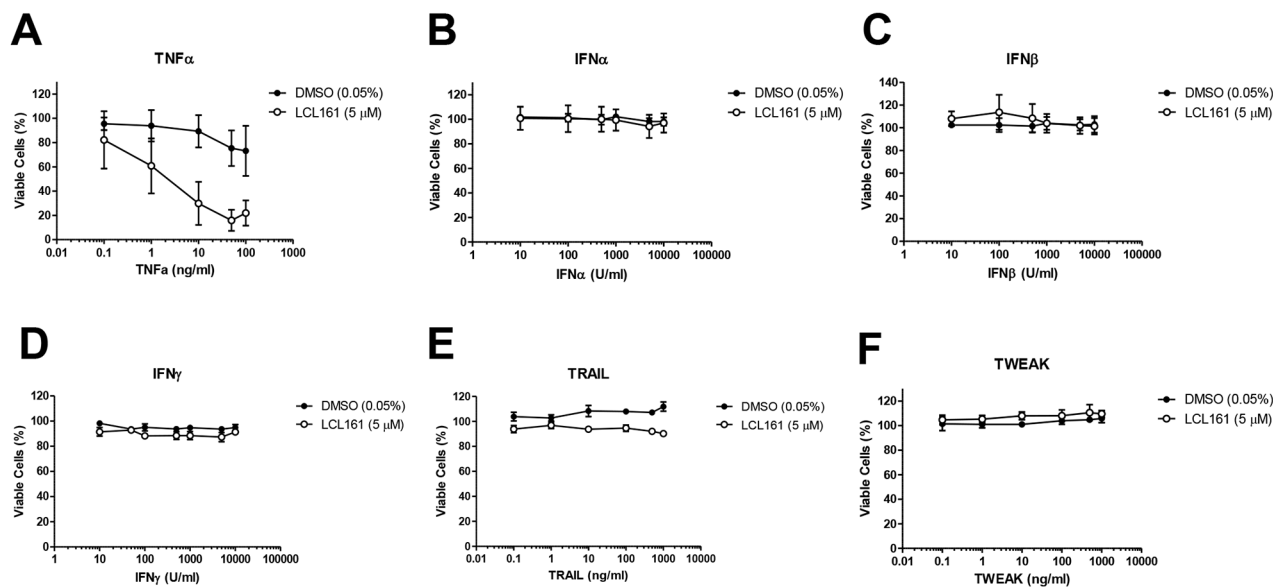 A
TNFα
DMSO (0.05%)
LCL161 (5 μM)
Viable Cells (%)
120
100
80
60
40
20
0
0.01 0.1 1 10 100 1000
TNFa (ng/ml)
B
IFNα
DMSO (0.05%)
LCL161 (5 μM)
Viable Cells (%)
120
100
80
60
40
20
0
1 10 100 1000 10000 100000
IFNα (U/ml)
C
IFNβ
DMSO (0.05%)
LCL161 (5 μM)
Viable Cells (%)
140
120
100
80
60
40
20
0
1 10 100 1000 10000 100000
IFNβ (U/ml)
D
IFNγ
DMSO (0.05%)
LCL161 (5 μM)
Viable Cells (%)
120
100
80
60
40
20
0
1 10 100 1000 10000 100000
IFNγ (U/ml)
E
TRAIL
DMSO (0.05%)
LCL161 (5 μM)
Viable Cells (%)
120
100
80
60
40
20
0
0.01 0.1 1 10 100 1000 10000
TRAIL (ng/ml)
F
TWEAK
DMSO (0.05%)
LCL161 (5 μM)
Viable Cells (%)
120
100
80
60
40
20
0
0.01 0.1 1 10 100 1000 10000
TWEAK (ng/ml)